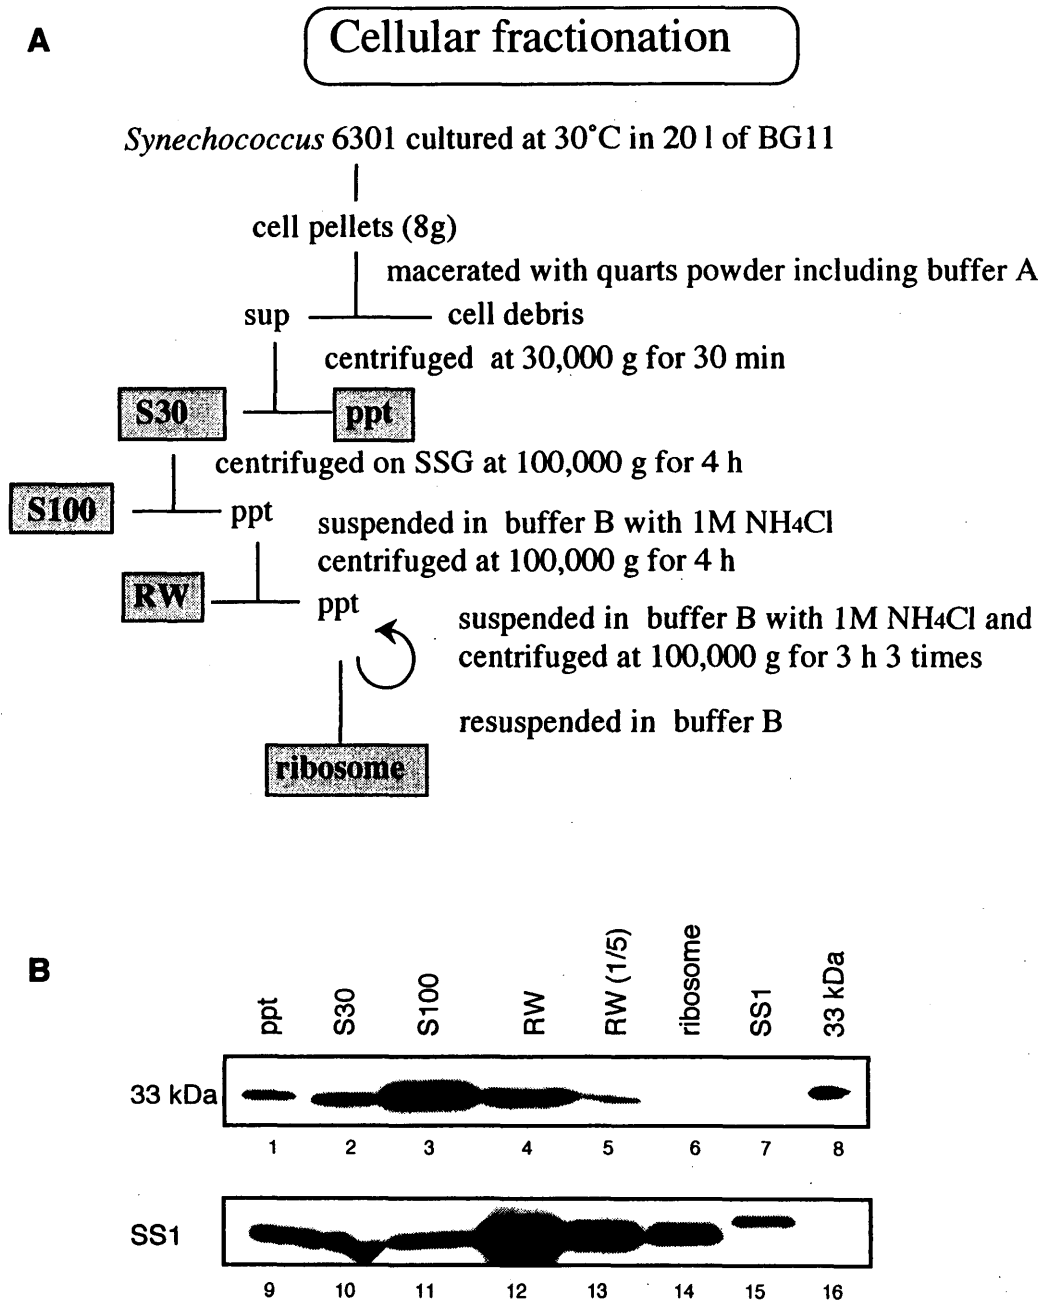 A
Cellular fractionation
Synechococcus 6301 cultured at 30°C in 20 l of BG11
cell pellets (8g)
macerated with quarts powder including buffer A
sup
cell debris
centrifuged at 30,000 g for 30 min
S30
ppt
centrifuged on SSG at 100,000 g for 4 h
S100
ppt
suspended in buffer B with 1M NH4Cl
centrifuged at 100,000 g for 4 h
RW
ppt
suspended in buffer B with 1M NH4Cl and
centrifuged at 100,000 g for 3 h 3 times
resuspended in buffer B
ribosome
B
ppt S30 S100 RW RW (1/5) ribosome SS1 33 kDa
33 kDa
1 2 3 4 5 6 7 8
SS1
9 10 11 12 13 14 15 16